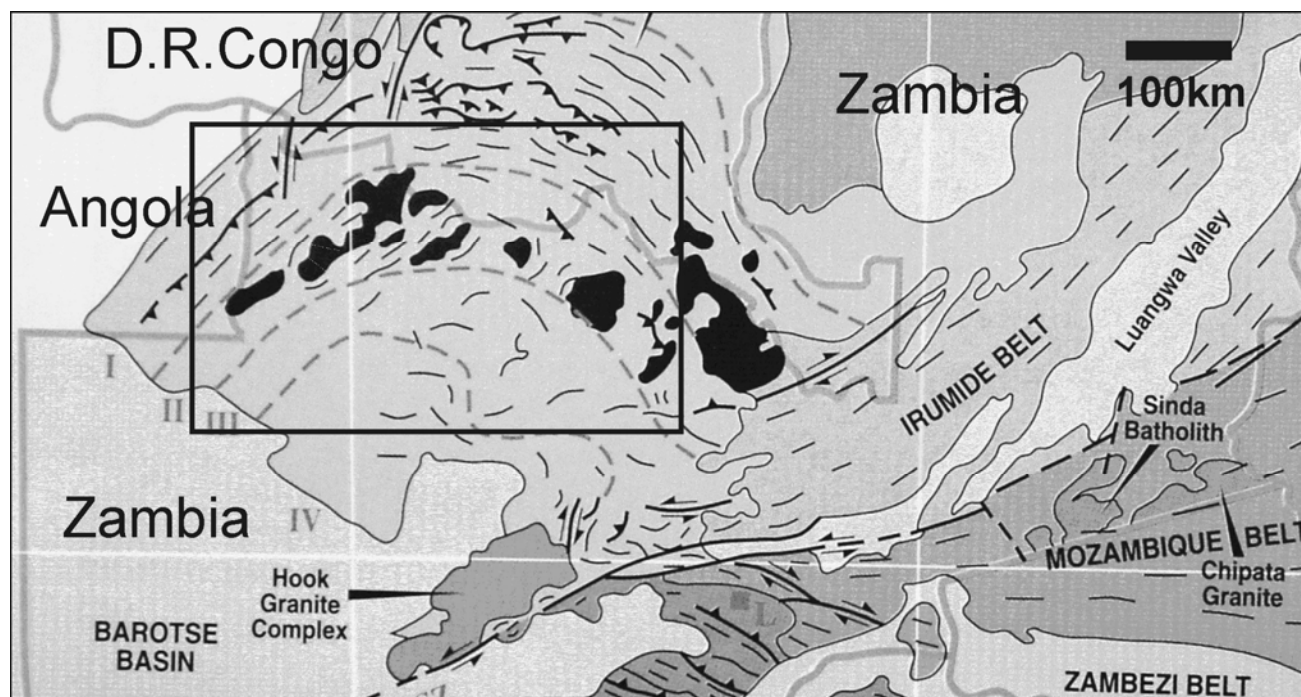 D.R.Congo
Zambia
100km
Angola
Luangwa Valley
IRUMIDE BELT
I
II
III
Sinda
Batholith
Zambia
IV
MOZAMBIQUE BELT
Hook
Granite
Complex
Chipata
Granite
L
BAROTSE
BASIN
ZAMBEZI BELT